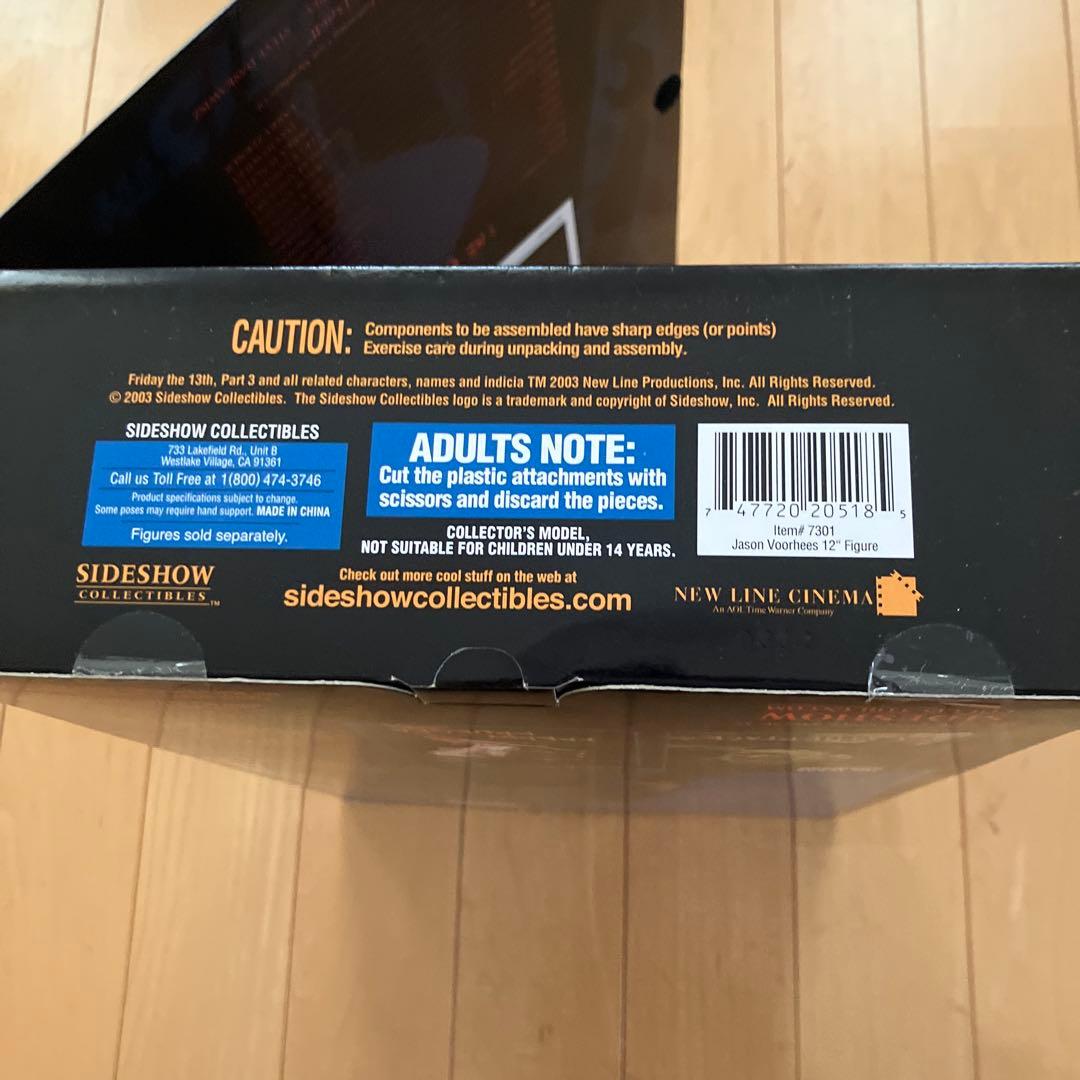 CAUTION: Components to be assembled have sharp edges (or points)
Exercise care during unpacking and assembly.
Friday the 13th, Part 3 and all related characters, names and indicia TM 2003 New Line Productions, Inc. All Rights Reserved.
© 2003 Sideshow Collectibles. The Sideshow Collectibles logo is a trademark and copyright of Sideshow, Inc. All Rights Reserved.
SIDESHOW COLLECTIBLES
733 Lakefield Rd., Unit B
Westlake Village, CA 91361
Call us Toll Free at 1(800) 474-3746
Product specifications subject to change.
Some poses may require hand support. MADE IN CHINA
Figures sold separately.
ADULTS NOTE:
Cut the plastic attachments with
scissors and discard the pieces.
COLLECTOR'S MODEL,
NOT SUITABLE FOR CHILDREN UNDER 14 YEARS.
7 47720 20518 5
Item# 7301
Jason Voorhees 12" Figure
SIDESHOW
COLLECTIBLES TM
Check out more cool stuff on the web at
sideshowcollectibles.com
NEW LINE CINEMA
An AOL Time Warner Company